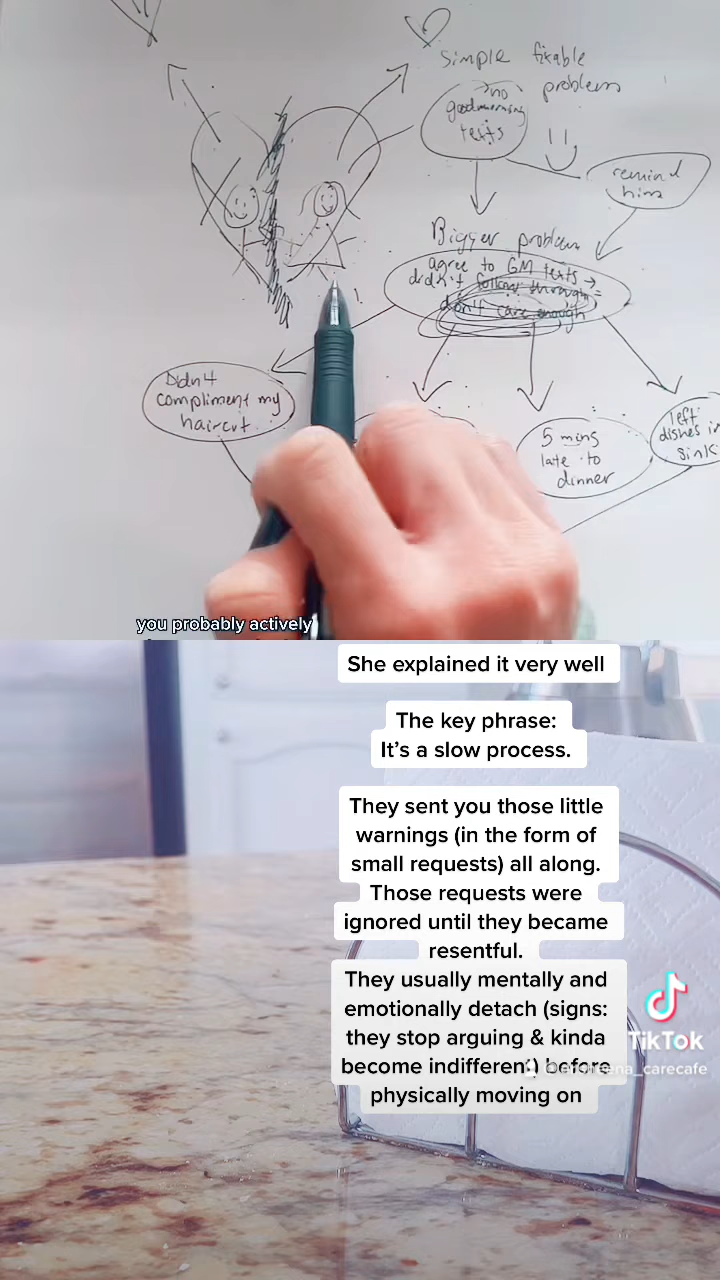 simple fixable
problem
no
goodmorning
texts
remind
him
Bigger problem
agree to GM texts →
didn't follow through =
don't care enough
Didn't
compliment my
haircut
5 mins
late to
dinner
left
dishes in
sink
you probably actively
She explained it very well
The key phrase:
It's a slow process.
They sent you those little
warnings (in the form of
small requests) all along.
Those requests were
ignored until they became
resentful.
They usually mentally and
emotionally detach (signs:
they stop arguing & kinda
become indifferent) before
physically moving on
TikTok